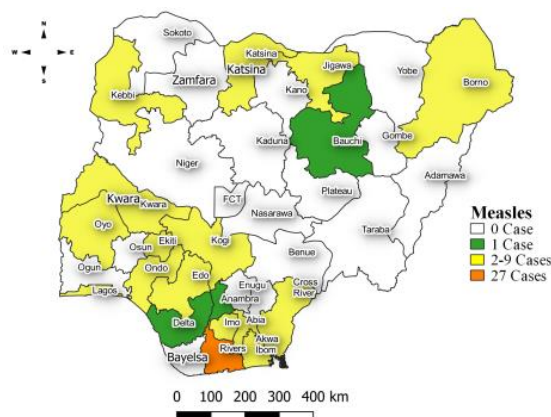 N
W E
S
Sokoto
Katsina
Zamfara
Katsina
Jigawa
Yobe
Borno
Kebbi
Kano
Kaduna
Bauchi
Gombe
Niger
Adamawa
Plateau
Kwara
Kwara
FCT
Nasarawa
Oyo
Taraba
Osun
Ekiti
Kogi
Benue
Ogun
Ondo
Edo
Enugu
Cross
River
Lagos
Anambra
Delta
Imo
Abia
Akwa
Ibom
Bayelsa
Rivers
Measles
0 Case
1 Case
2-9 Cases
27 Cases
0 100 200 300 400 km